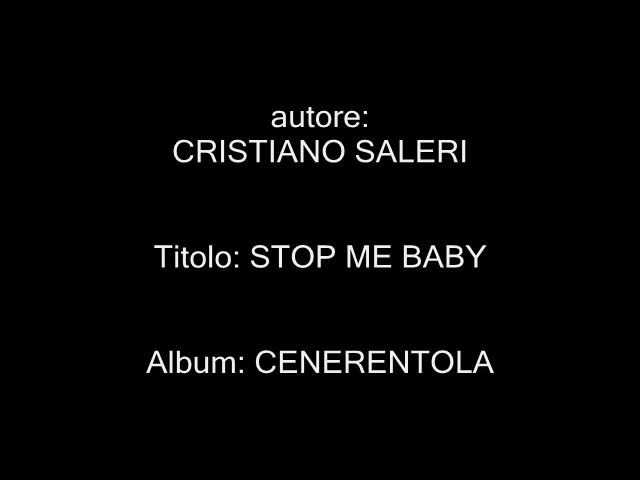 autore:
CRISTIANO SALERI
Titolo: STOP ME BABY
Album: CENERENTOLA